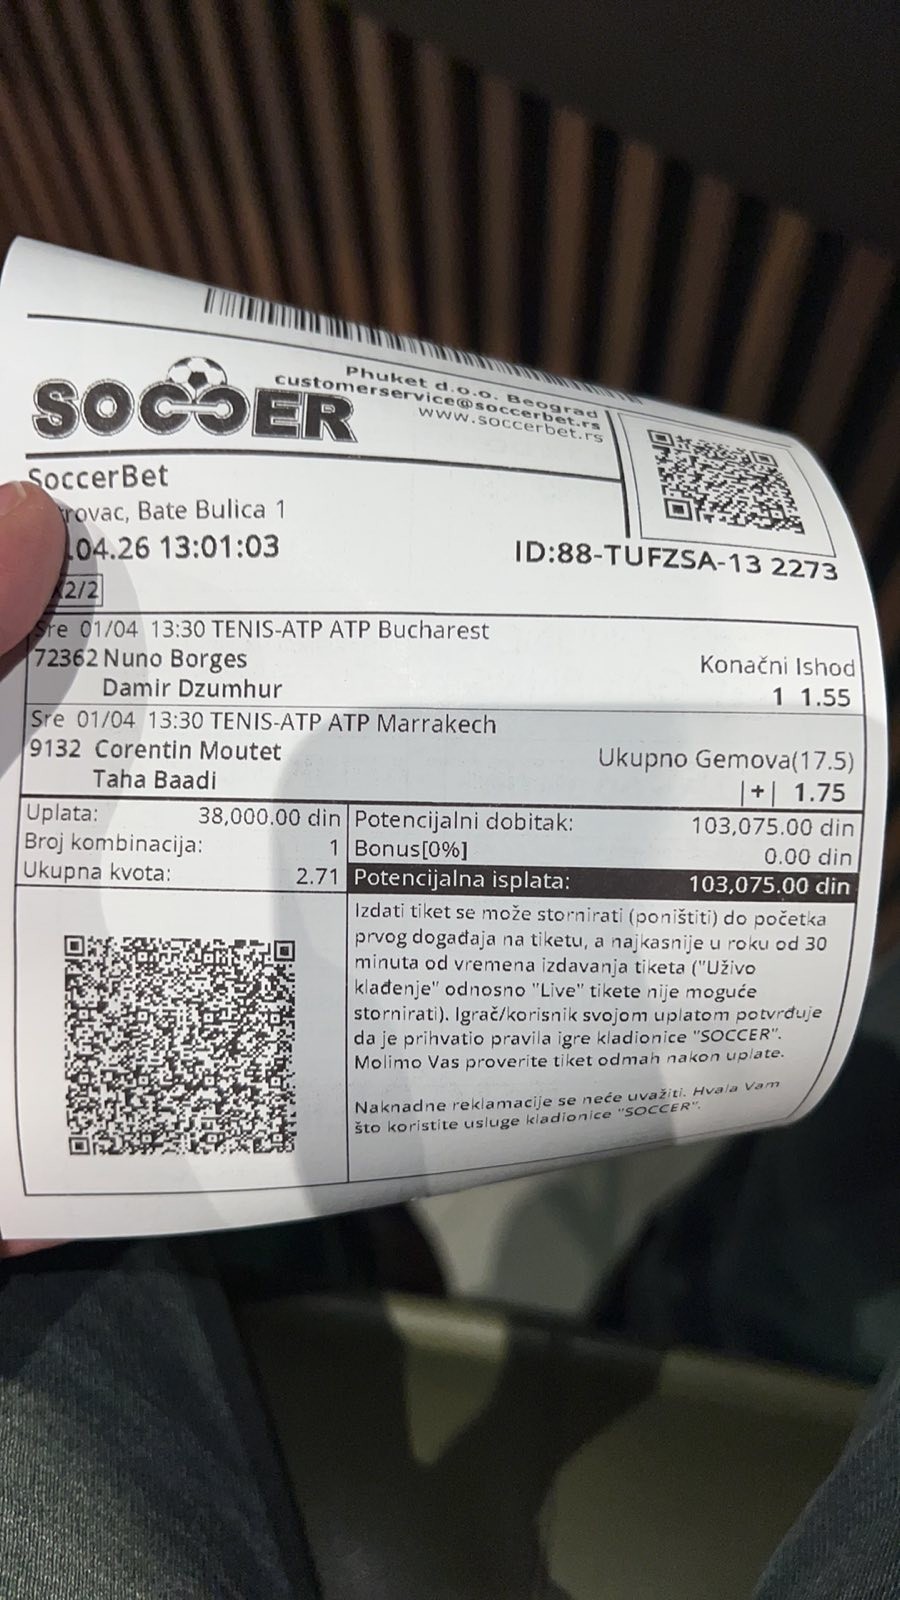 SOCCER
Phuket d.o.o. Beograd
customerservice@soccerbet.rs
www.soccerbet.rs
SoccerBet
rovac, Bate Bulica 1
.04.26 13:01:03
ID:88-TUFZSA-13 2273
2/2
Sre 01/04 13:30 TENIS-ATP ATP Bucharest
72362 Nuno Borges
Konačni Ishod
Damir Dzumhur
1 1.55
Sre 01/04 13:30 TENIS-ATP ATP Marrakech
9132 Corentin Moutet
Ukupno Gemova(17.5)
Taha Baadi
|+| 1.75
Uplata: 38,000.00 din
Broj kombinacija: 1
Ukupna kvota: 2.71
Potencijalni dobitak: 103,075.00 din
Bonus[0%] 0.00 din
Potencijalna isplata: 103,075.00 din
Izdati tiket se može stornirati (poništiti) do početka
prvog događaja na tiketu, a najkasnije u roku od 30
minuta od vremena izdavanja tiketa ("Uživo
klađenje" odnosno "Live" tikete nije moguće
stornirati). Igrač/korisnik svojom uplatom potvrđuje
da je prihvatio pravila igre kladionice "SOCCER".
Molimo Vas proverite tiket odmah nakon uplate.
Naknadne reklamacije se neće uvažiti. Hvala Vam
što koristite usluge kladionice "SOCCER".